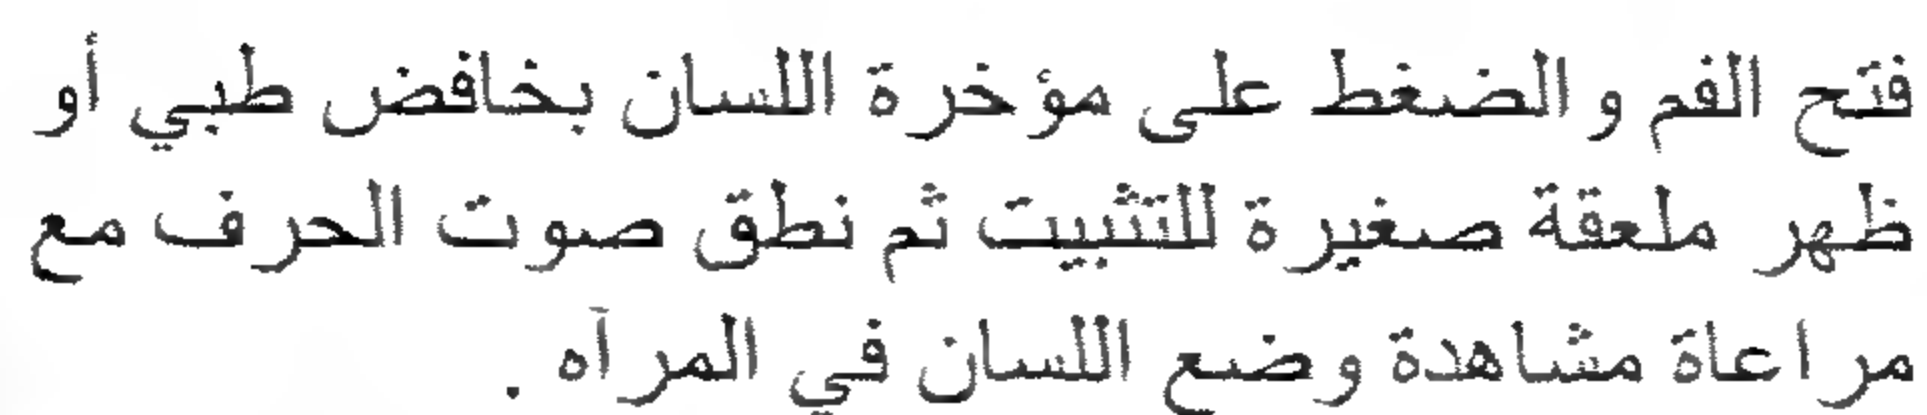 فتح الفم والضغط على مؤخرة اللسان بخافض طبي أو
ظهر ملعقة صغيرة للتثبيت ثم نطق صوت الحرف مع
مراعاة مشاهدة وضع اللسان في المرآه .